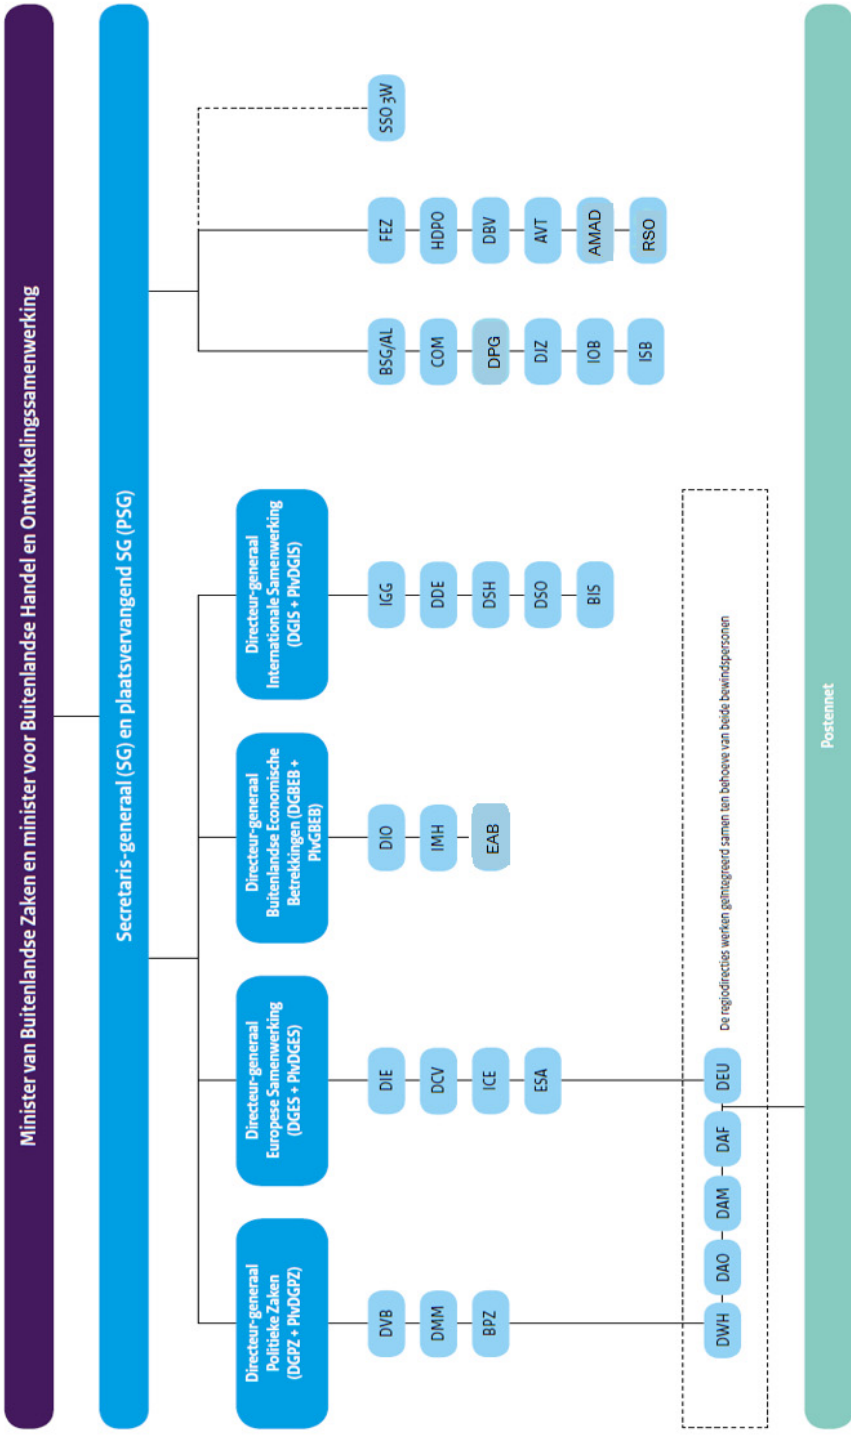 Minister van Buitenlandse Zaken en minister voor Buitenlandse Handel en Ontwikkelingssamenwerking
Secretaris-generaal (SG) en plaatsvervangend SG (PSG)
Directeur-generaal
Politieke Zaken
(DGPZ + PlvDGPZ)
DVB
DMM
BPZ
Directeur-generaal
Europese Samenwerking
(DGES + PlvDGES)
DIE
DCV
ICE
ESA
Directeur-generaal
Buitenlandse Economische
Betrekkingen (DGBEB +
PlvGBEB)
DIO
IMH
EAB
Directeur-generaal
Internationale Samenwerking
(DGIS + PlvDGIS)
IGG
DDE
DSH
DSO
BIS
BSG/AL
COM
DPG
DJZ
IOB
ISB
FEZ
HDPO
DBV
AVT
AMAD
RSO
SSO 3W
DWH
DAO
DAM
DAF
DEU
De regiodirecties werken geïntegreerd samen ten behoeve van beide bewindspersonen
Postennet